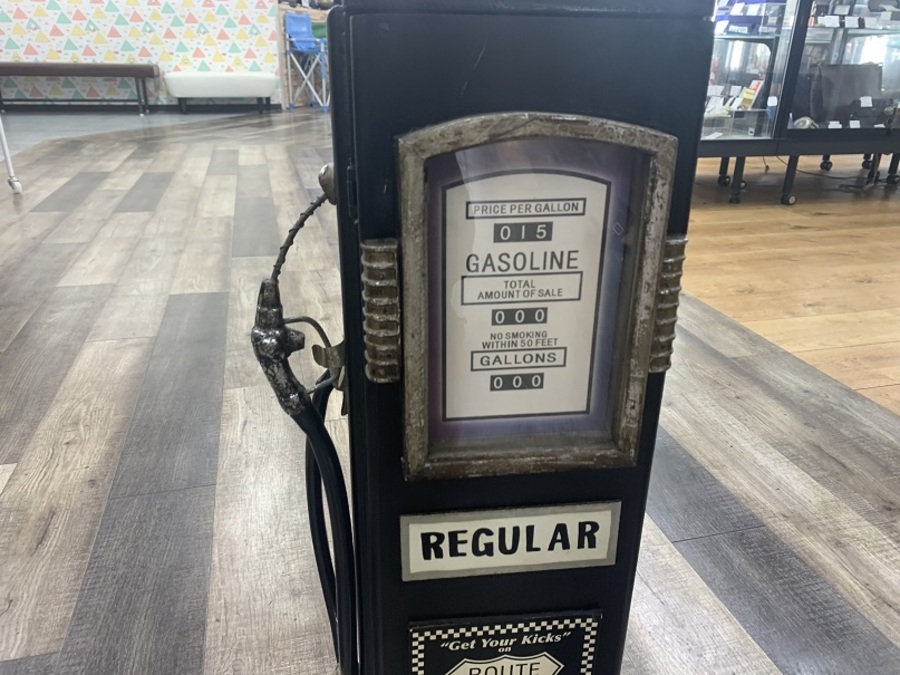 PRICE PER GALLON
015
GASOLINE
TOTAL
AMOUNT OF SALE
000
NO SMOKING
WITHIN 50 FEET
GALLONS
000
REGULAR
"Get Your Kicks"
on
ROUTE